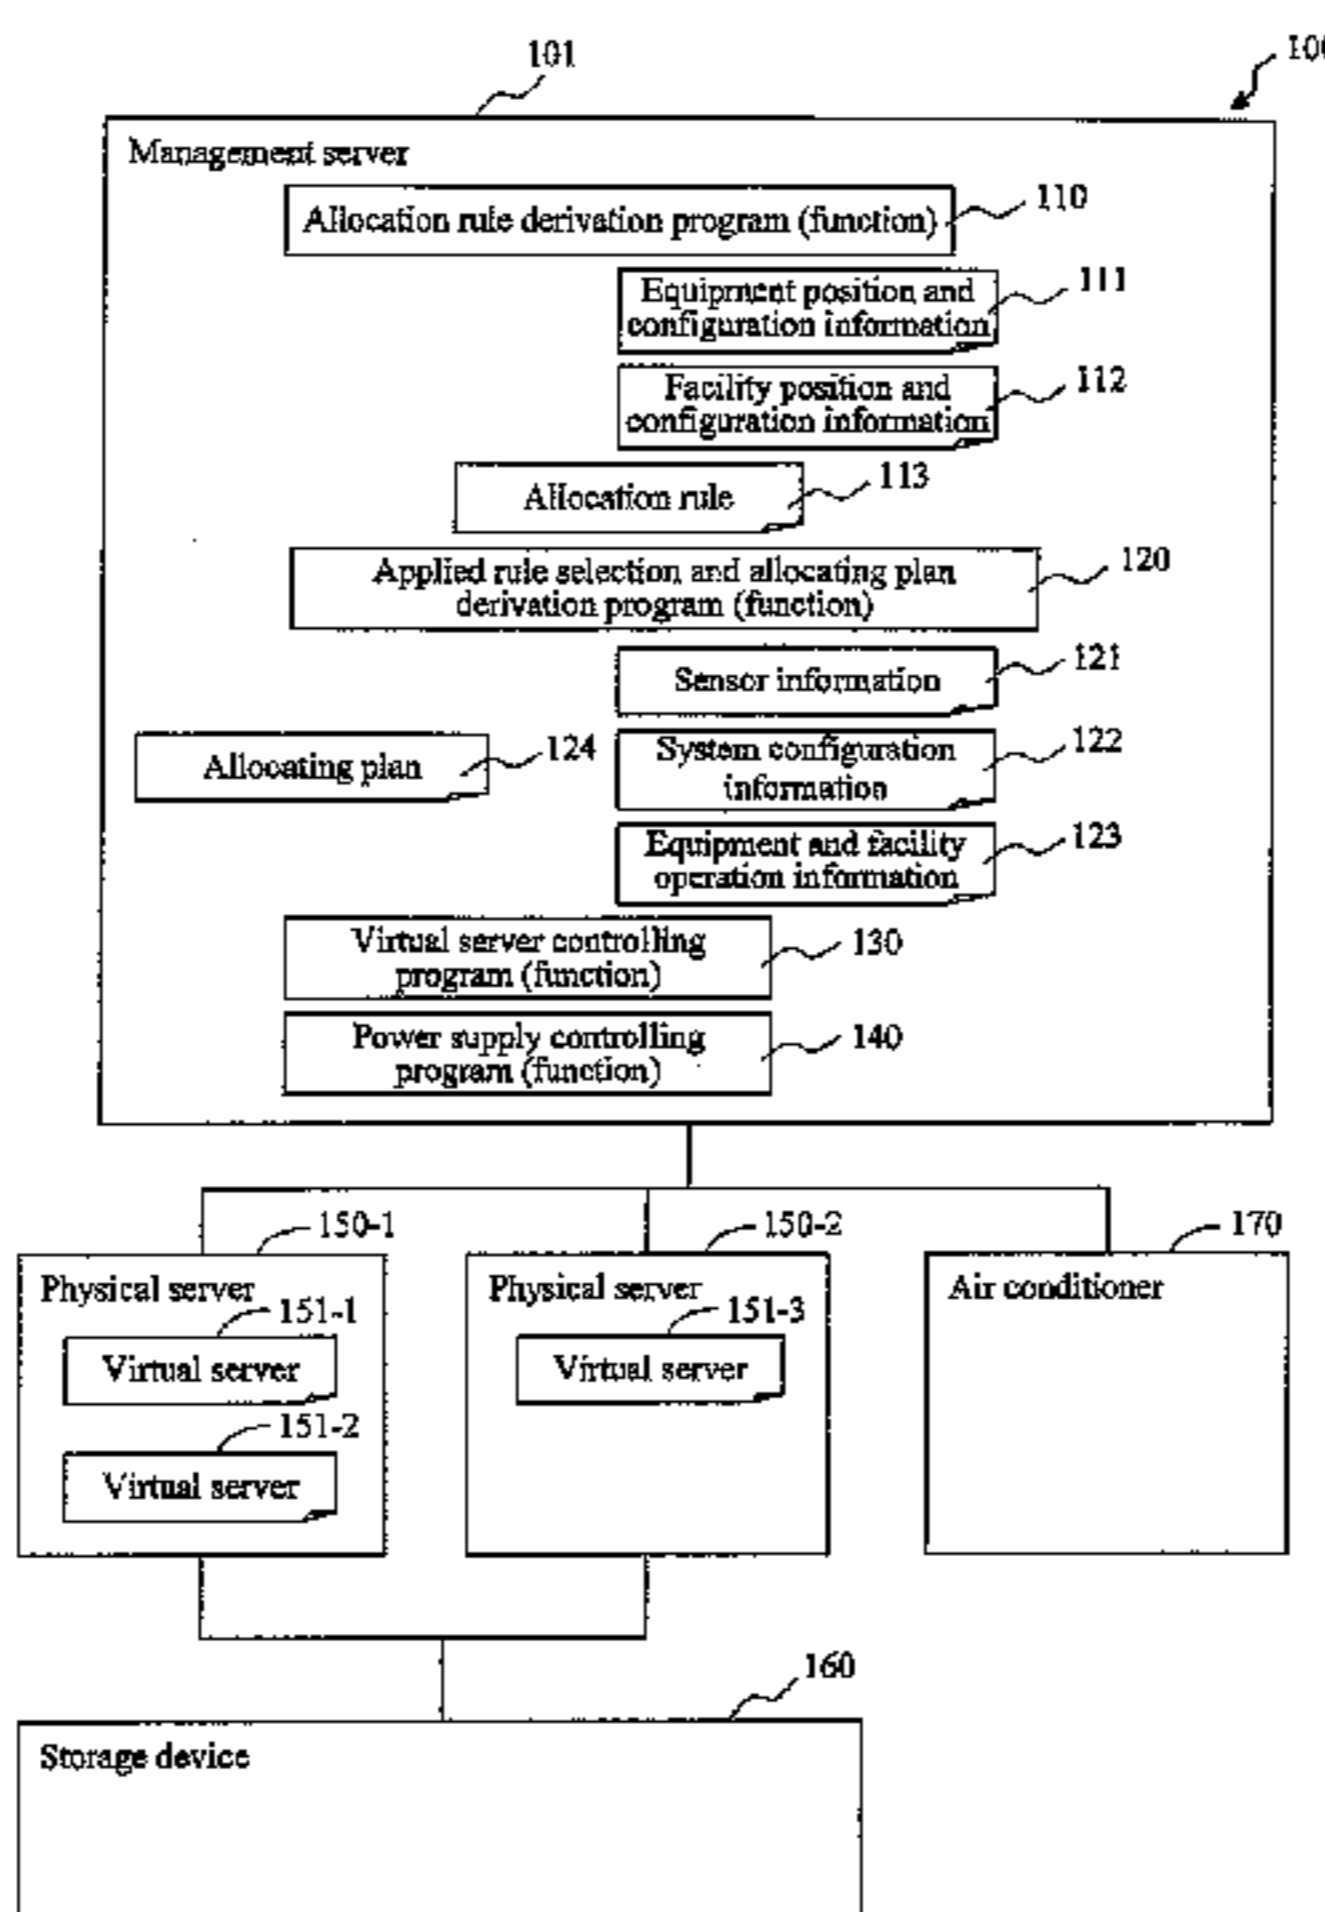 101
100
Management server
Allocation rule derivation program (function)
110
Equipment position and
configuration information
111
Facility position and
configuration information
112
Allocation rule
113
Applied rule selection and allocating plan
derivation program (function)
120
Sensor information
121
Allocating plan
124
System configuration
information
122
Equipment and facility
operation information
123
Virtual server controlling
program (function)
130
Power supply controlling
program (function)
140
150-1
Physical server
151-1
Virtual server
151-2
Virtual server
150-2
Physical server
151-3
Virtual server
170
Air conditioner
160
Storage device